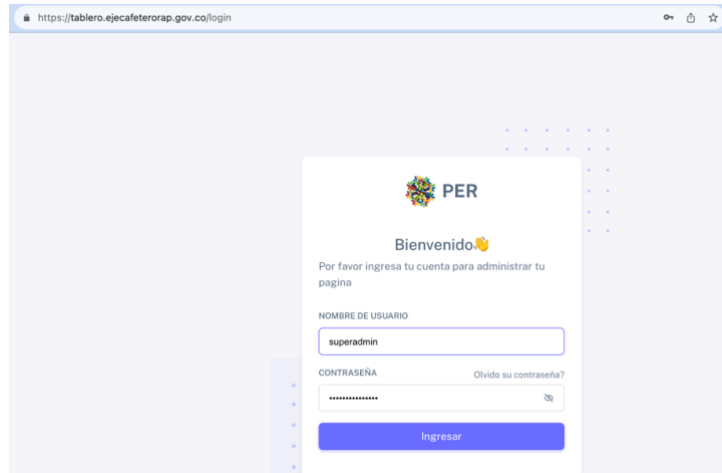 https://tablero.ejecafeterorap.gov.co/login
PER
Bienvenido👋
Por favor ingresa tu cuenta para administrar tu
pagina
NOMBRE DE USUARIO
superadmin
CONTRASEÑA Olvido su contraseña?
•••••••••••••••
Ingresar